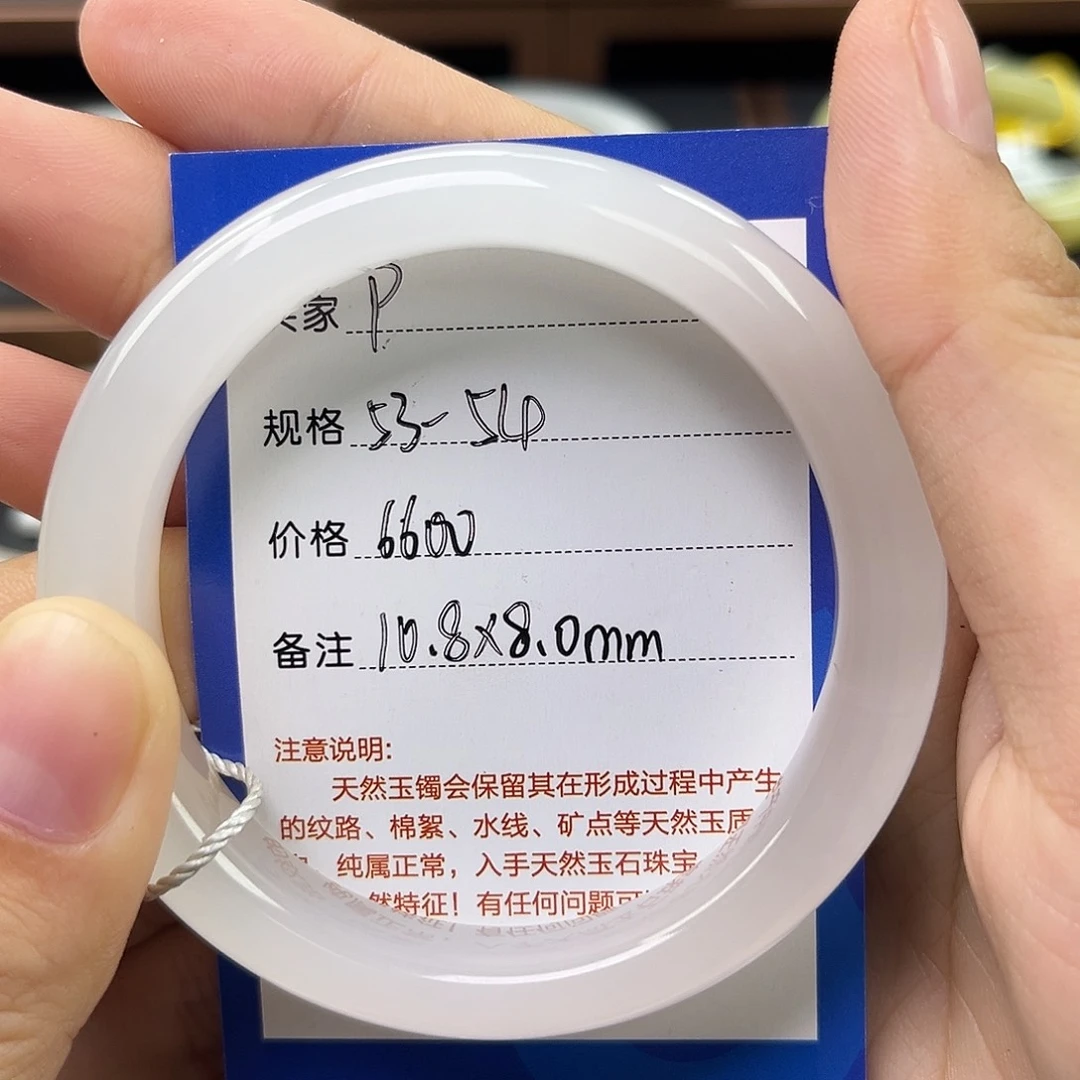 家 P.
规格 53-54
价格 6600
备注 10.8×8.0mm
注意说明:
天然玉镯会保留其在形成过程中产生
的纹路、棉絮、水线、矿点等天然玉质
纯属正常，入手天然玉石珠宝
然特征！有任何问题可